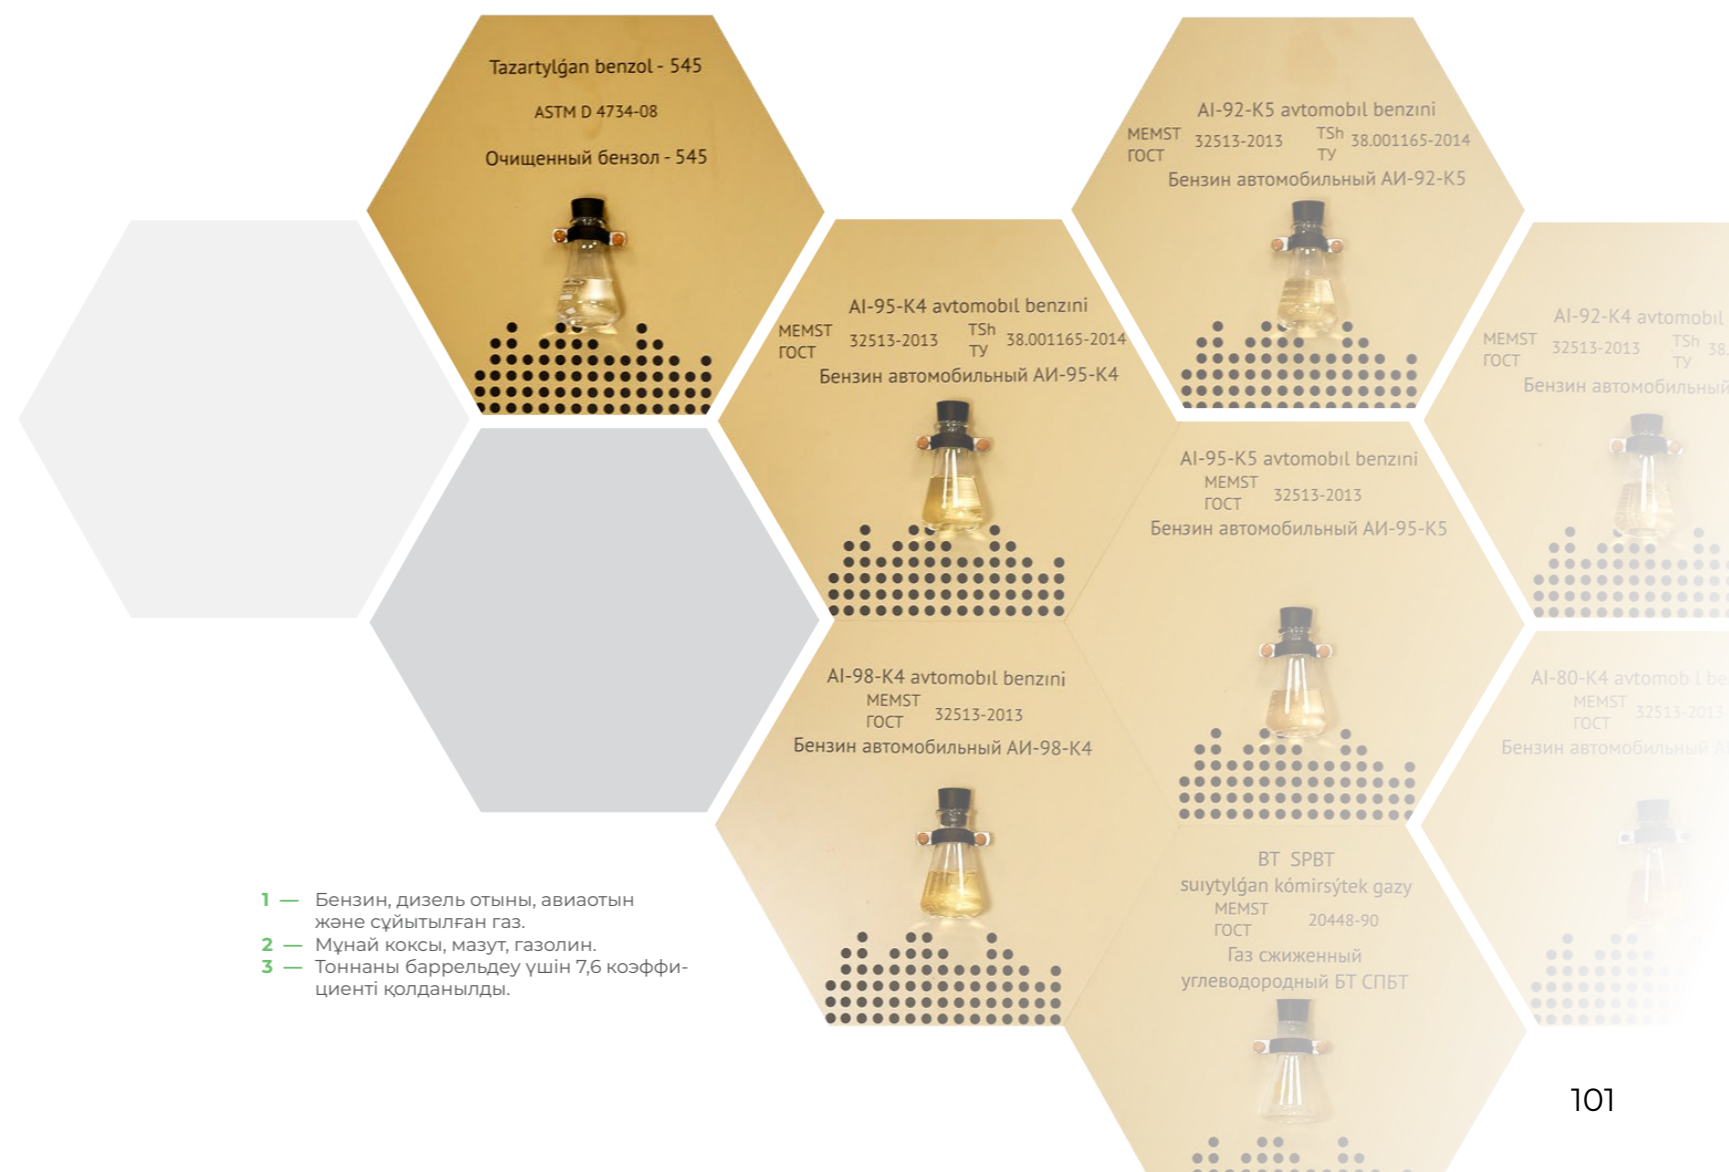 Tazartylǵan benzol - 545
ASTM D 4734-08
Очищенный бензол - 545
AI-92-K5 avtomobıl benzıni
MEMST ГОСТ 32513-2013 TSh ТУ 38.001165-2014
Бензин автомобильный АИ-92-К5
AI-95-K4 avtomobıl benzıni
MEMST ГОСТ 32513-2013 TSh ТУ 38.001165-2014
Бензин автомобильный АИ-95-К4
AI-92-K4 avtomobıl
MEMST ГОСТ 32513-2013 TSh ТУ 38.
Бензин автомобильный
AI-95-K5 avtomobıl benzıni
MEMST ГОСТ 32513-2013
Бензин автомобильный АИ-95-К5
AI-98-K4 avtomobıl benzıni
MEMST ГОСТ 32513-2013
Бензин автомобильный АИ-98-К4
AI-80-K4 avtomob l be
MEMST ГОСТ 32513-2013
Бензин автомобильный
BT SPBT
suıytylǵan kómirsýtek gazy
MEMST ГОСТ 20448-90
Газ сжиженный
углеводородный БТ СПБТ
1 — Бензин, дизель отыны, авиаотын
және сұйытылған газ.
2 — Мұнай коксы, мазут, газолин.
3 — Тоннаны баррельдеу үшін 7,6 коэффи-
циенті қолданылды.
101